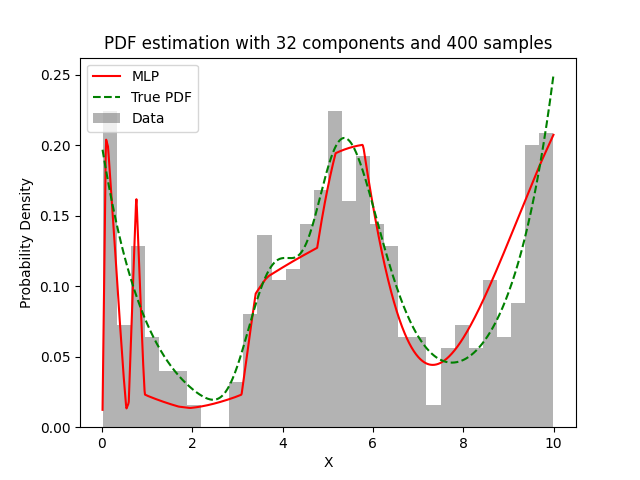 PDF estimation with 32 components and 400 samples
MLP
True PDF
Data
Probability Density
0.25
0.20
0.15
0.10
0.05
0.00
0
2
4
6
8
10
X